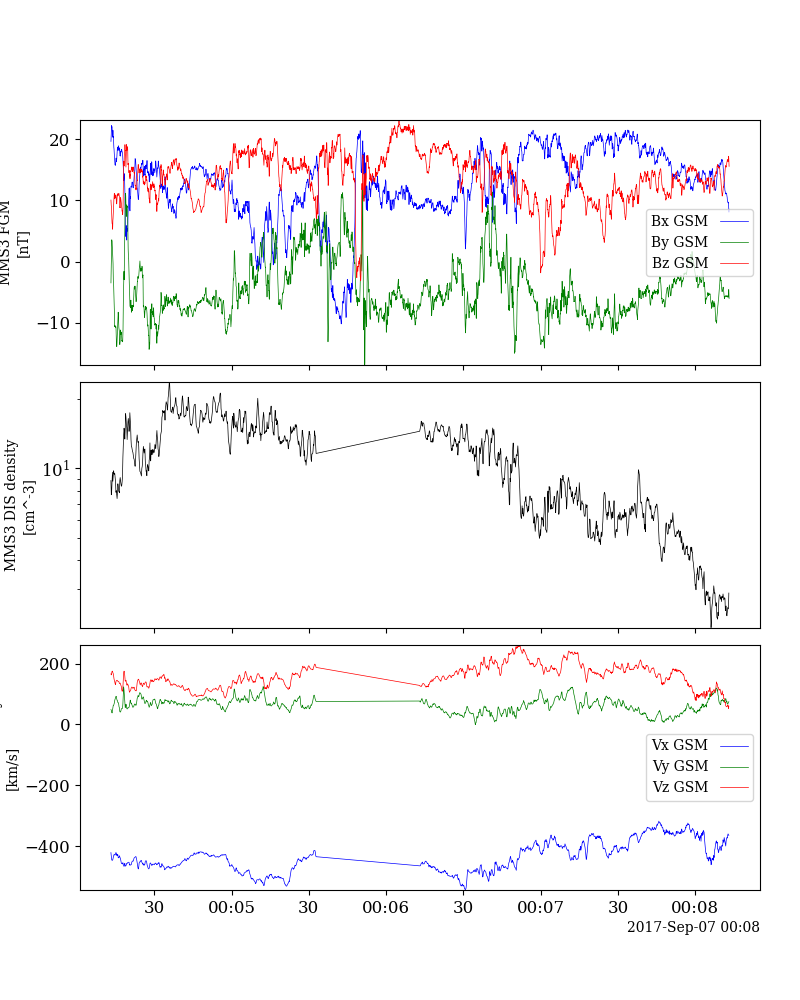 20
10
0
−10
MMS3 FGM
[nT]
Bx GSM
By GSM
Bz GSM
10^1
MMS3 DIS density
[cm^-3]
200
0
−200
−400
[km/s]
Vx GSM
Vy GSM
Vz GSM
30 00:05 30 00:06 30 00:07 30 00:08
2017-Sep-07 00:08